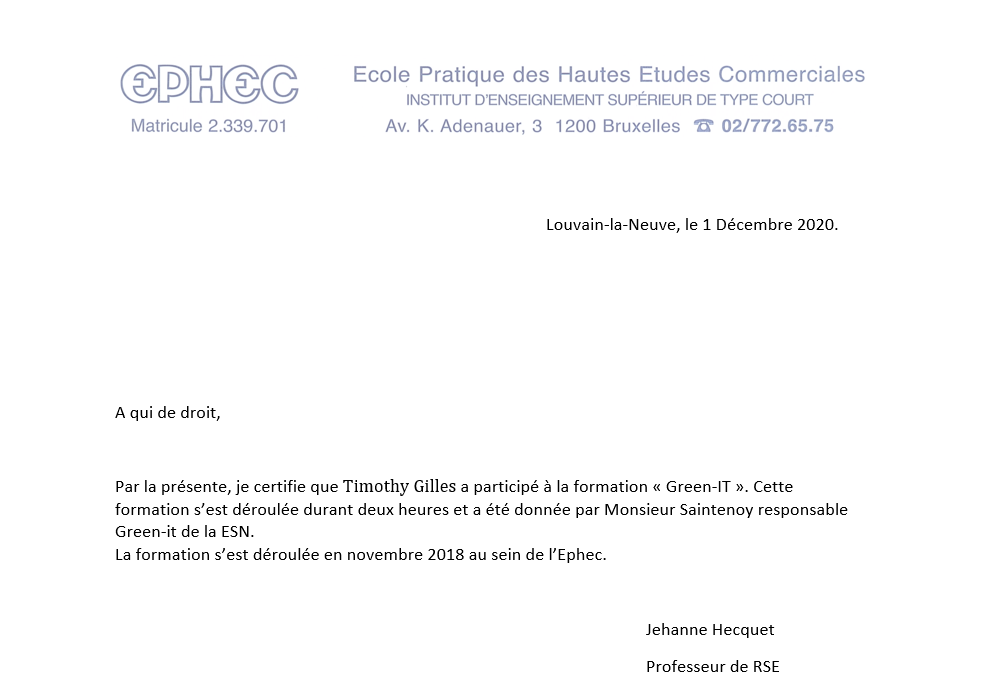 EPHEC
Ecole Pratique des Hautes Etudes Commerciales
INSTITUT D'ENSEIGNEMENT SUPÉRIEUR DE TYPE COURT
Matricule 2.339.701
Av. K. Adenauer, 3 1200 Bruxelles ☎ 02/772.65.75
Louvain-la-Neuve, le 1 Décembre 2020.
A qui de droit,
Par la présente, je certifie que Timothy Gilles a participé à la formation « Green-IT ». Cette
formation s’est déroulée durant deux heures et a été donnée par Monsieur Saintenoy responsable
Green-it de la ESN.
La formation s’est déroulée en novembre 2018 au sein de l’Ephec.
Jehanne Hecquet
Professeur de RSE